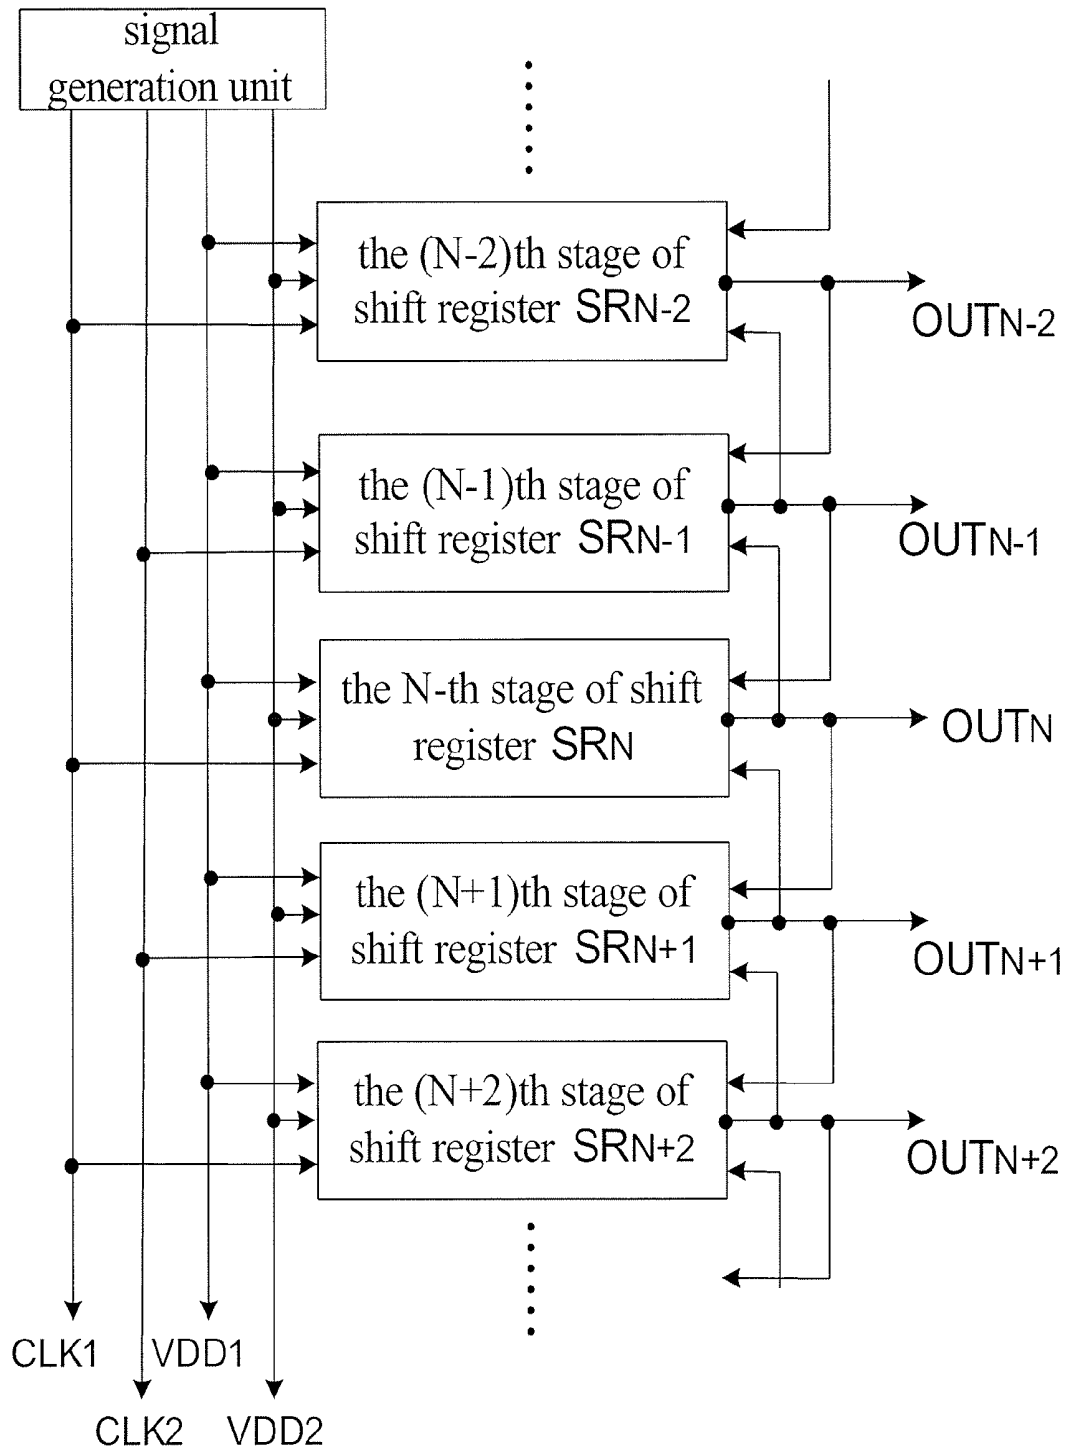 signal
generation unit
the (N-2)th stage of
shift register SRN-2
OUTN-2
the (N-1)th stage of
shift register SRN-1
OUTN-1
the N-th stage of shift
register SRN
OUTN
the (N+1)th stage of
shift register SRN+1
OUTN+1
the (N+2)th stage of
shift register SRN+2
OUTN+2
CLK1
VDD1
CLK2
VDD2